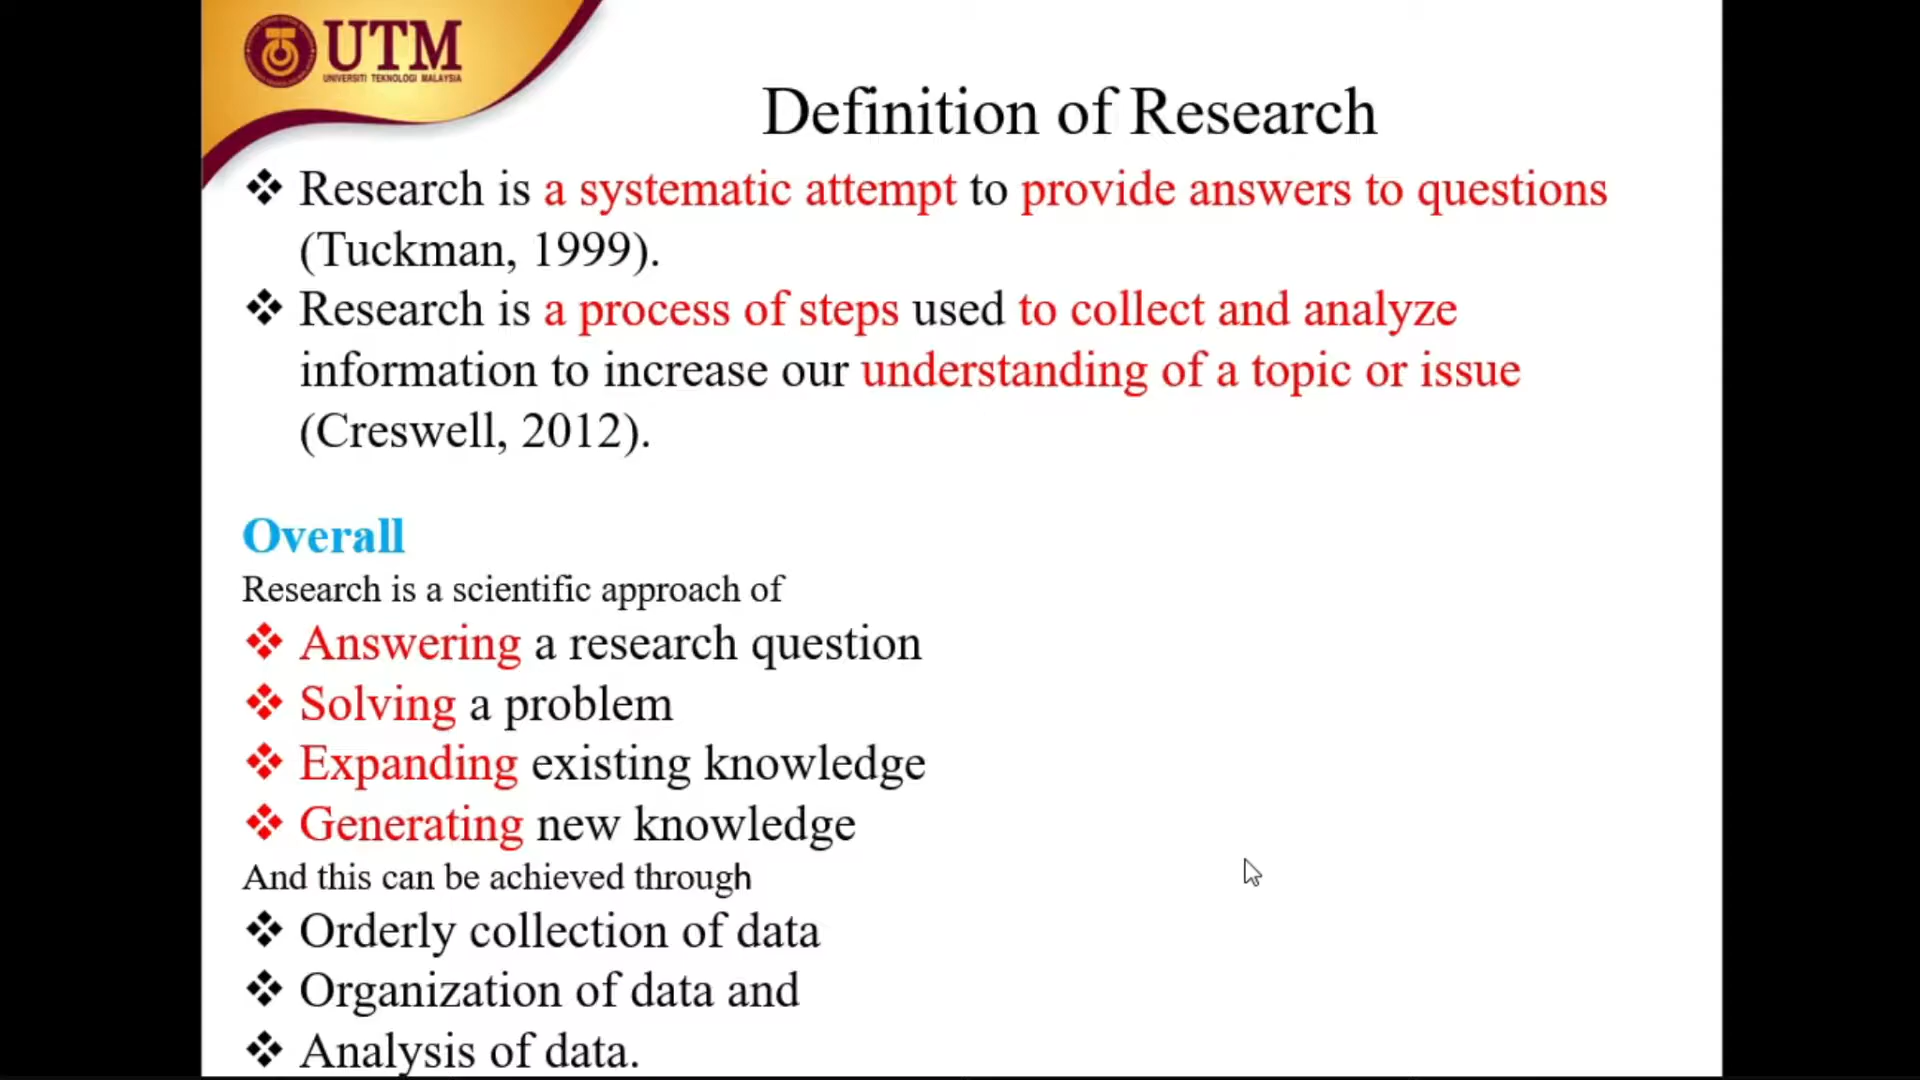 UTM
UNIVERSITI TEKNOLOGI MALAYSIA
Definition of Research
❖ Research is a systematic attempt to provide answers to questions
(Tuckman, 1999).
❖ Research is a process of steps used to collect and analyze
information to increase our understanding of a topic or issue
(Creswell, 2012).
Overall
Research is a scientific approach of
❖ Answering a research question
❖ Solving a problem
❖ Expanding existing knowledge
❖ Generating new knowledge
And this can be achieved through
❖ Orderly collection of data
❖ Organization of data and
❖ Analysis of data.